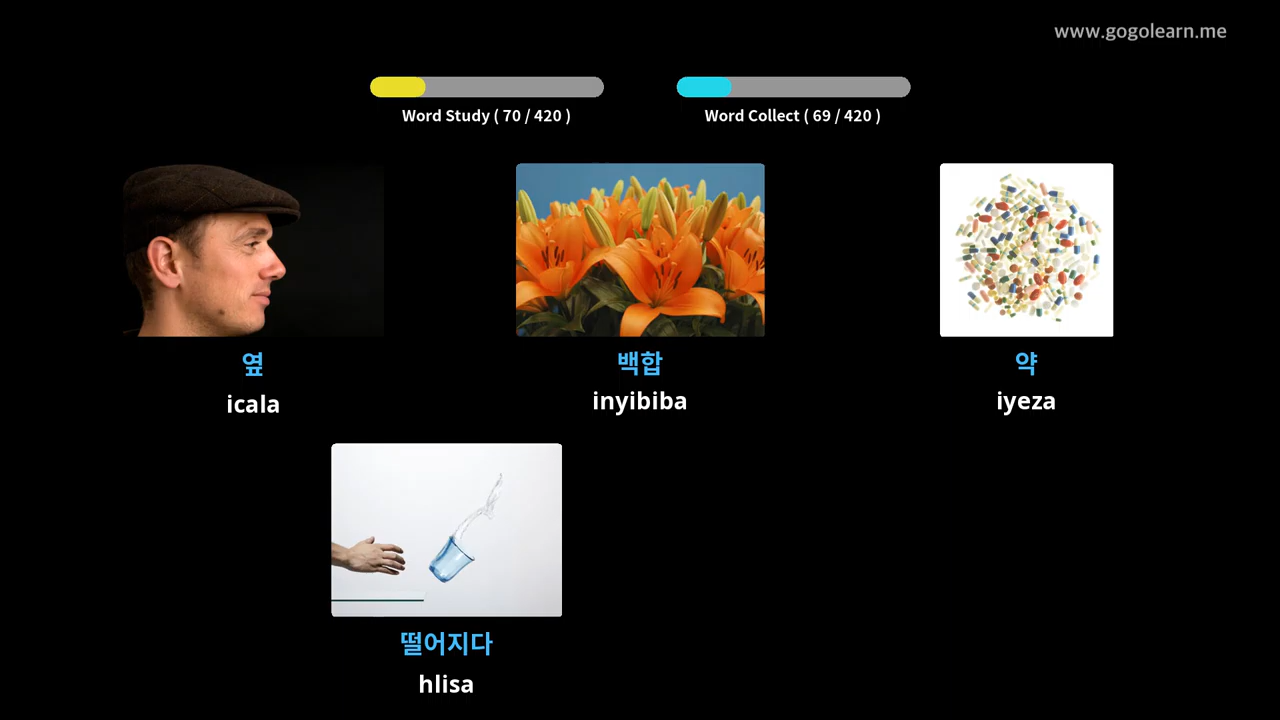 www.gogolearn.me
Word Study ( 70 / 420 )
Word Collect ( 69 / 420 )
옆
icala
백합
inyibiba
약
iyeza
떨어지다
hlisa